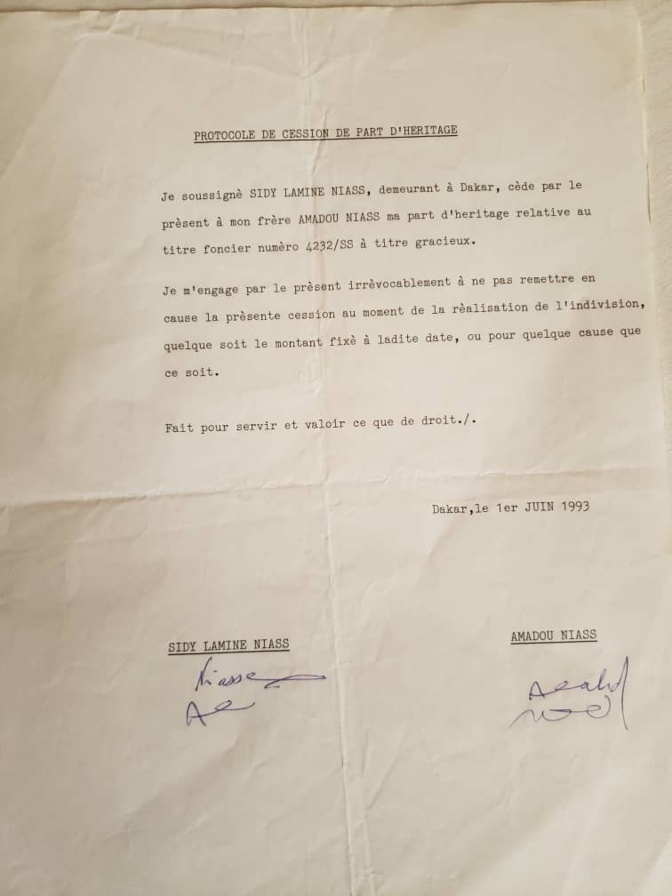 PROTOCOLE DE CESSION DE PART D'HERITAGE
Je soussignè SIDY LAMINE NIASS, demeurant à Dakar, cède par le
prèsent à mon frère AMADOU NIASS ma part d'heritage relative au
titre foncier numèro 4232/SS à titre gracieux.
Je m'engage par le prèsent irrèvocablement à ne pas remettre en
cause la prèsente cession au moment de la rèalisation de l'indivision,
quelque soit le montant fixè à ladite date, ou pour quelque cause que
ce soit.
Fait pour servir et valoir ce que de droit./.
Dakar,le 1er JUIN 1993
SIDY LAMINE NIASS
AMADOU NIASS
Niasse